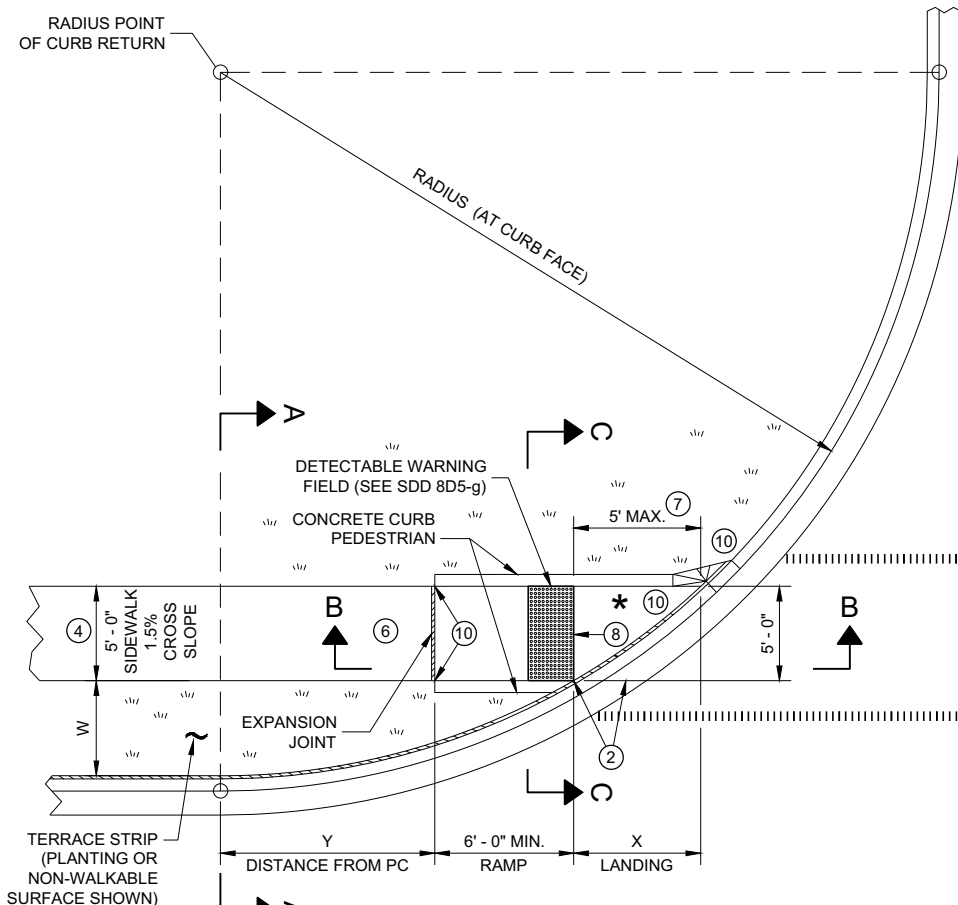 RADIUS POINT
OF CURB RETURN
RADIUS (AT CURB FACE)
A
C
DETECTABLE WARNING
FIELD (SEE SDD 8D5-g)
7
5' MAX.
CONCRETE CURB
PEDESTRIAN
10
4
5' - 0"
SIDEWALK
1.5%
CROSS
SLOPE
B
6
10
*
10
8
5' - 0"
B
W
EXPANSION
JOINT
2
C
TERRACE STRIP
(PLANTING OR
NON-WALKABLE
SURFACE SHOWN)
Y
DISTANCE FROM PC
6' - 0" MIN.
RAMP
X
LANDING